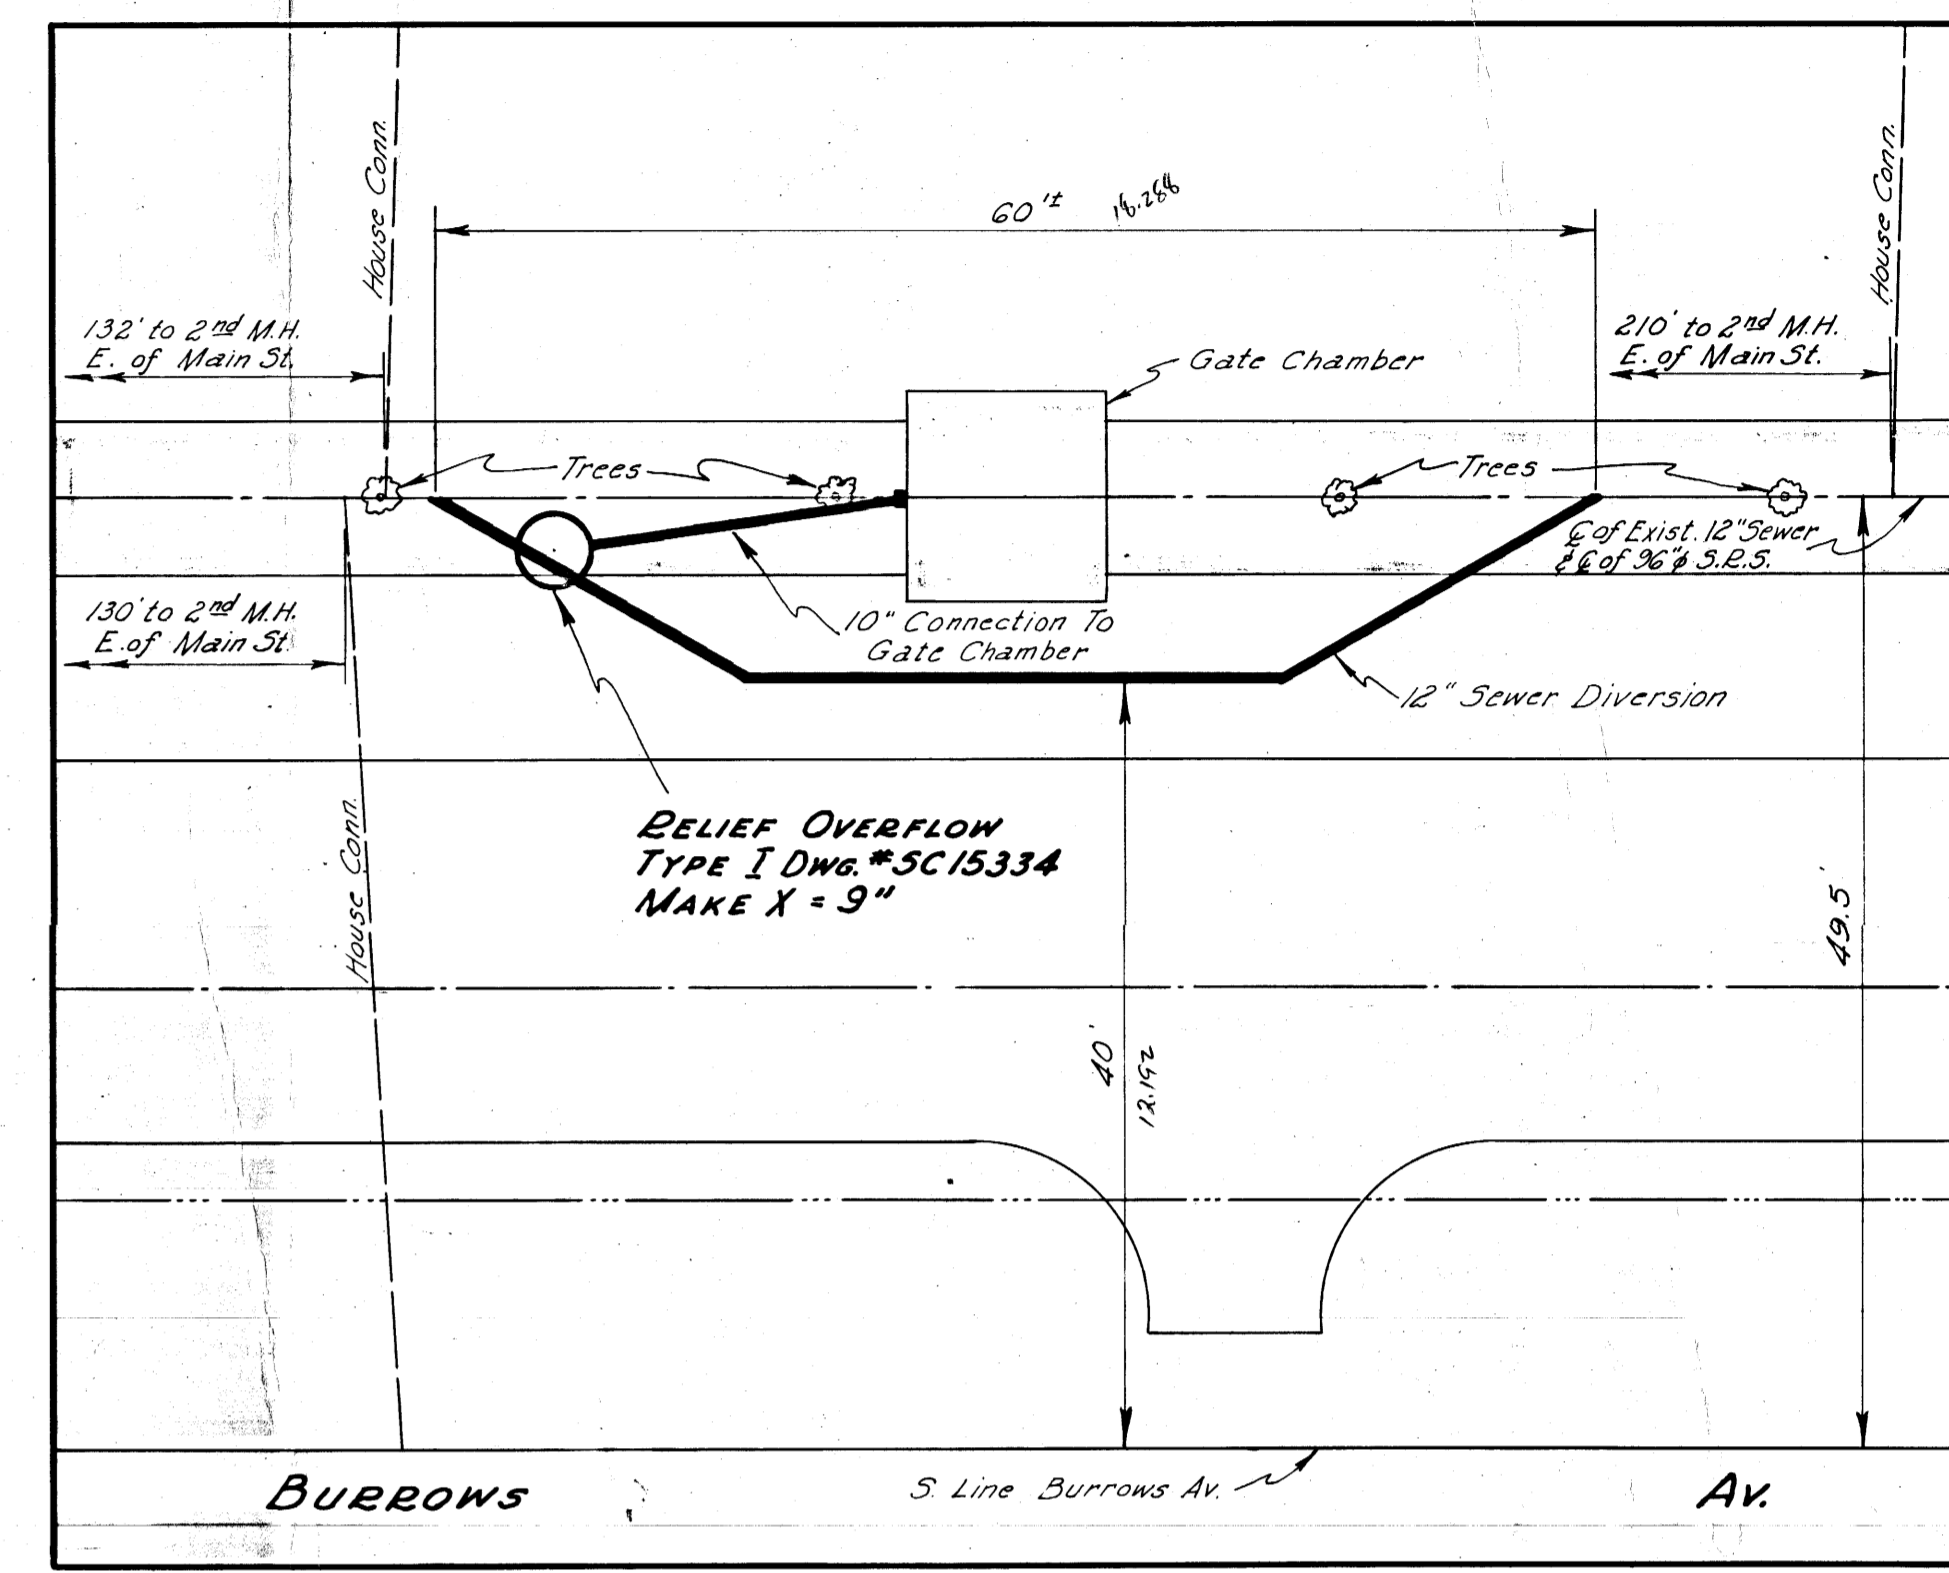 House Conn.
60'± 18.288
House Conn.
132' to 2nd M.H.
E. of Main St.
210' to 2nd M.H.
E. of Main St.
Gate Chamber
Trees
Trees
℄ of Exist. 12" Sewer
& ℄ of 96"ø S.R.S.
130' to 2nd M.H.
E. of Main St.
10" Connection To
Gate Chamber
12" Sewer Diversion
RELIEF OVERFLOW
TYPE I DWG. #SC15334
MAKE X = 9"
House Conn.
49.5'
40'
12.192
S. Line Burrows Av.
BURROWS AV.